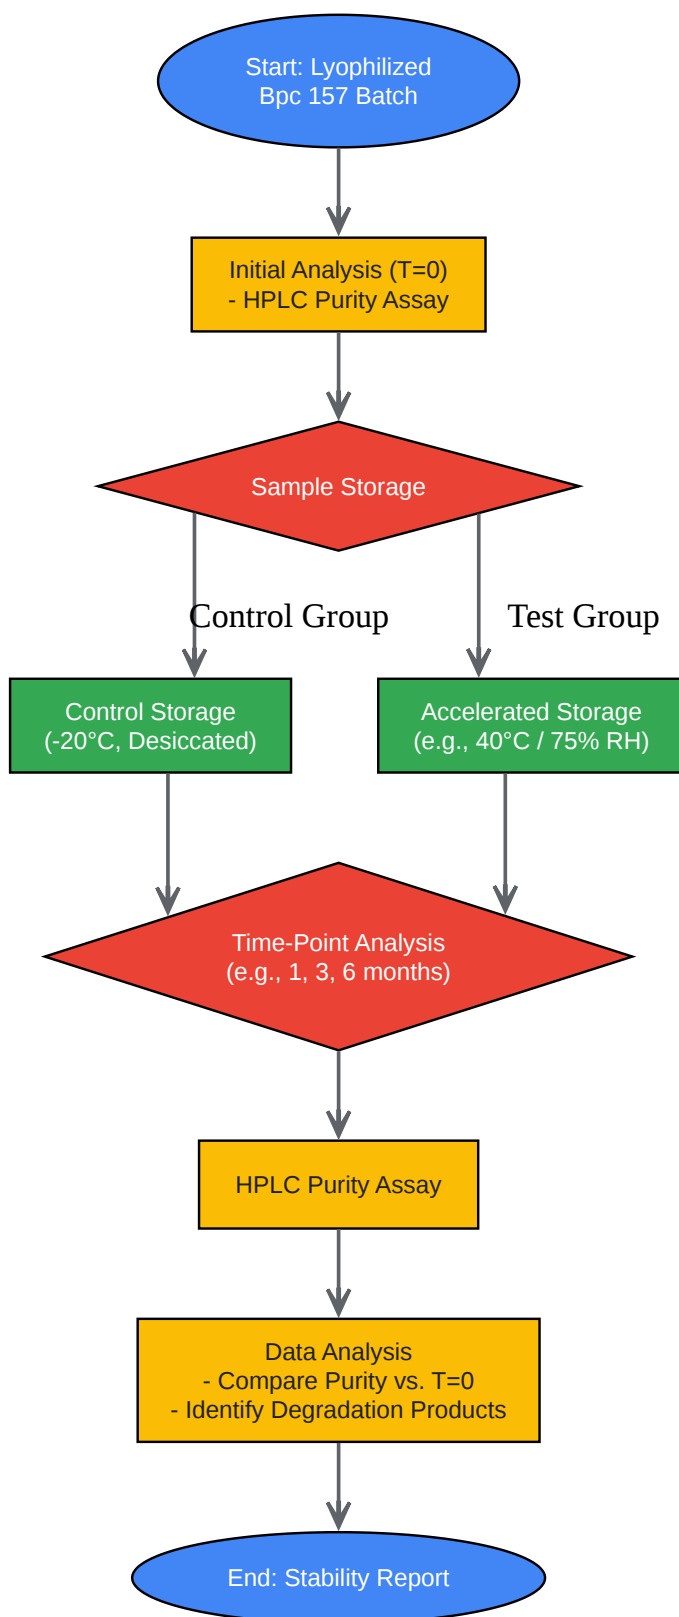 Start: Lyophilized
Bpc 157 Batch
Initial Analysis (T=0)
- HPLC Purity Assay
Sample Storage
Control Group
Test Group
Control Storage
(-20°C, Desiccated)
Accelerated Storage
(e.g., 40°C / 75% RH)
Time-Point Analysis
(e.g., 1, 3, 6 months)
HPLC Purity Assay
Data Analysis
- Compare Purity vs. T=0
- Identify Degradation Products
End: Stability Report